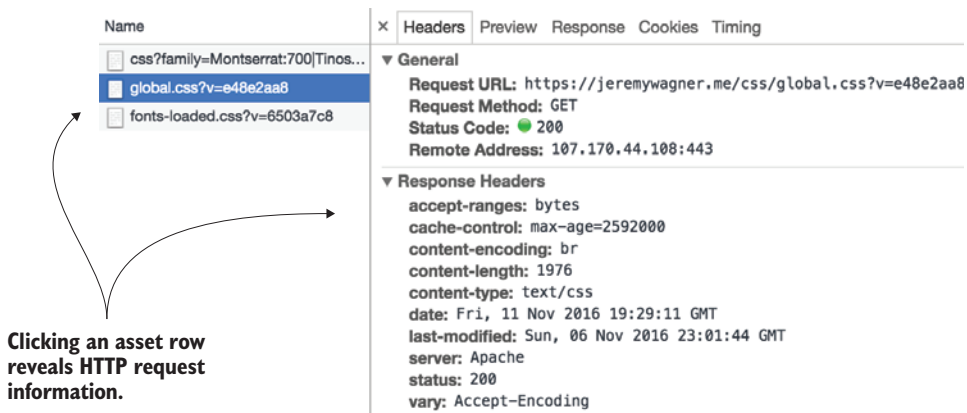 Name
css?family=Montserrat:700|Tinos...
global.css?v=e48e2aa8
fonts-loaded.css?v=6503a7c8
× Headers Preview Response Cookies Timing
▼ General
Request URL: https://jeremywagner.me/css/global.css?v=e48e2aa8
Request Method: GET
Status Code: 200
Remote Address: 107.170.44.108:443
▼ Response Headers
accept-ranges: bytes
cache-control: max-age=2592000
content-encoding: br
content-length: 1976
content-type: text/css
date: Fri, 11 Nov 2016 19:29:11 GMT
last-modified: Sun, 06 Nov 2016 23:01:44 GMT
server: Apache
status: 200
vary: Accept-Encoding
Clicking an asset row
reveals HTTP request
information.